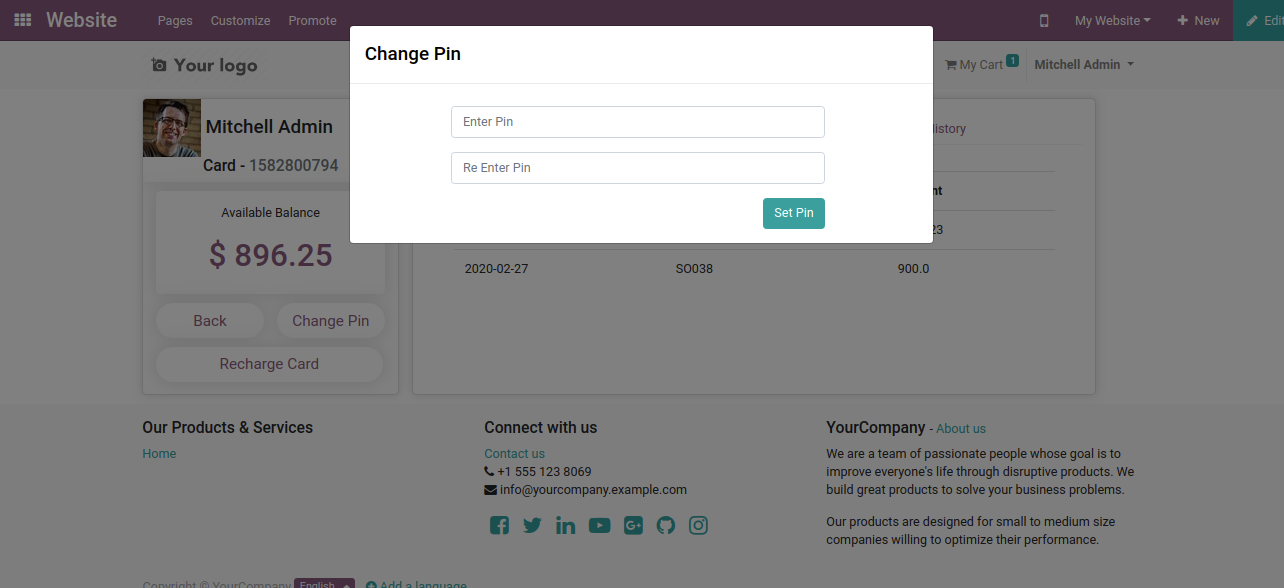 Website
Pages Customize Promote
My Website
New
Edit
Your logo
My Cart 1
Mitchell Admin
Change Pin
Enter Pin
Re Enter Pin
Set Pin
Mitchell Admin
Card - 1582800794
Available Balance
$ 896.25
Back
Change Pin
Recharge Card
2020-02-27 SO038 900.0
Our Products & Services
Home
Connect with us
Contact us
+1 555 123 8069
info@yourcompany.example.com
YourCompany - About us
We are a team of passionate people whose goal is to
improve everyone's life through disruptive products. We
build great products to solve your business problems.
Our products are designed for small to medium size
companies willing to optimize their performance.
Copyright © YourCompany English Add a language